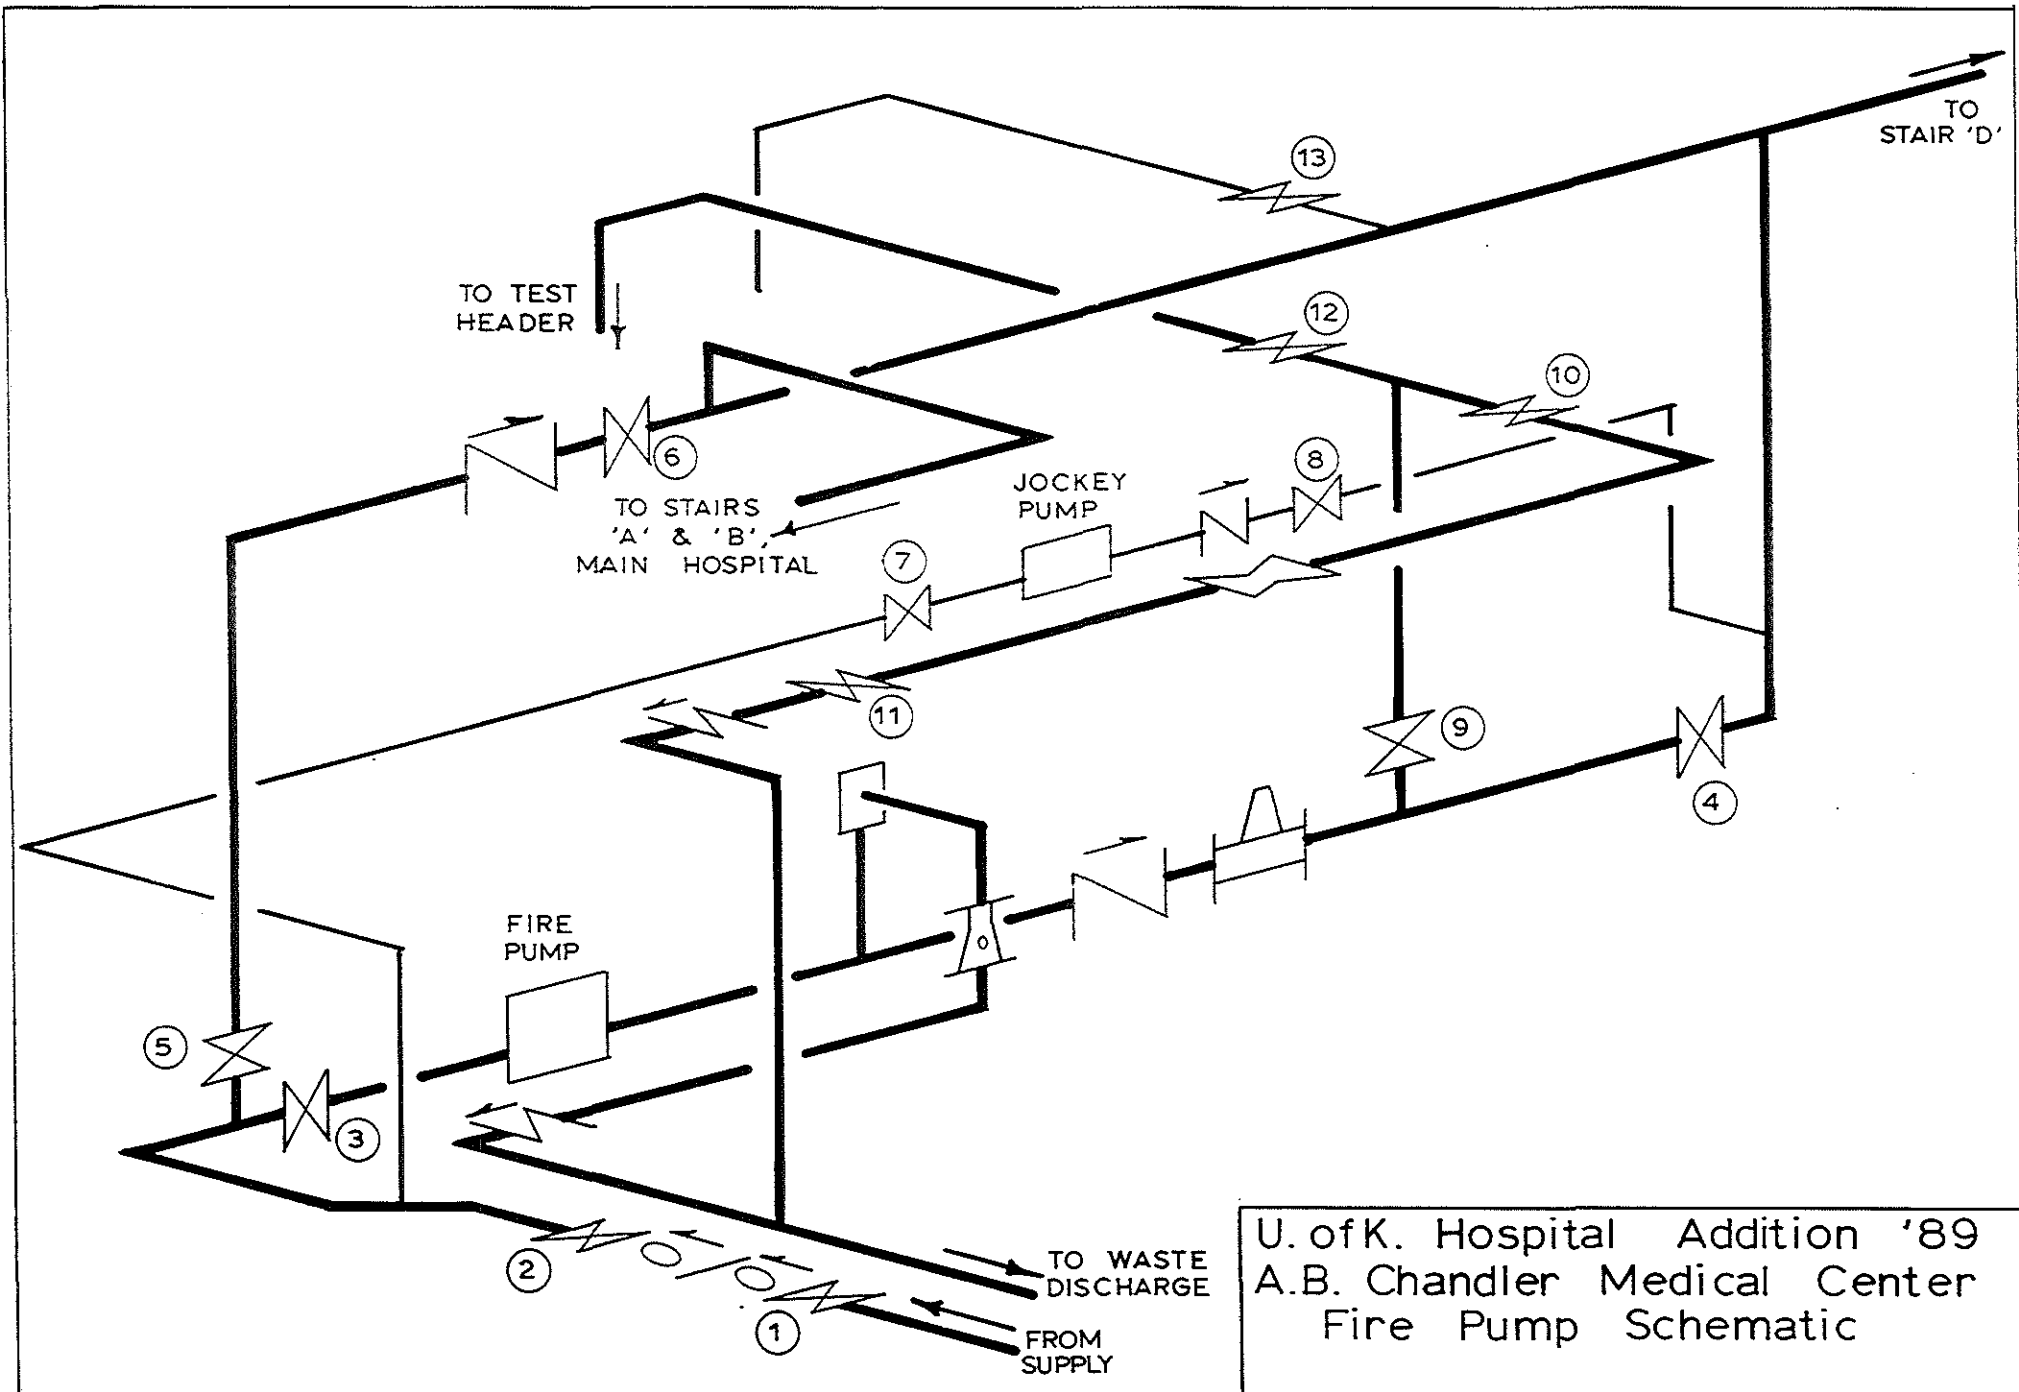 TO
STAIR 'D'
13
TO TEST
HEADER
12
10
6
8
JOCKEY
PUMP
TO STAIRS
'A' & 'B',
MAIN HOSPITAL
7
11
9
4
FIRE
PUMP
5
3
2
TO WASTE
DISCHARGE
1
FROM
SUPPLY
U. of K. Hospital Addition '89
A.B. Chandler Medical Center
Fire Pump Schematic